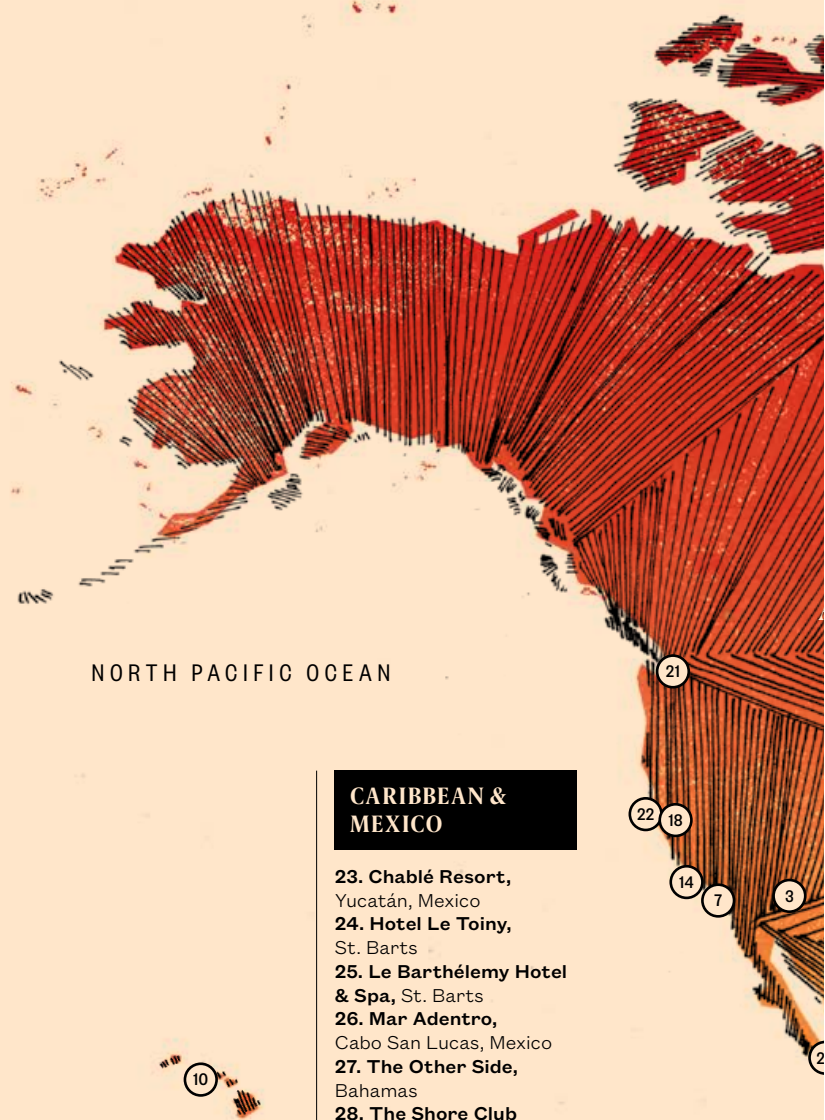 21
NORTH PACIFIC OCEAN
CARIBBEAN &
MEXICO
22
18
14
7
3
23. Chablé Resort,
Yucatán, Mexico
24. Hotel Le Toiny,
St. Barts
25. Le Barthélemy Hotel
& Spa, St. Barts
26. Mar Adentro,
Cabo San Lucas, Mexico
27. The Other Side,
Bahamas
28. The Shore Club
10